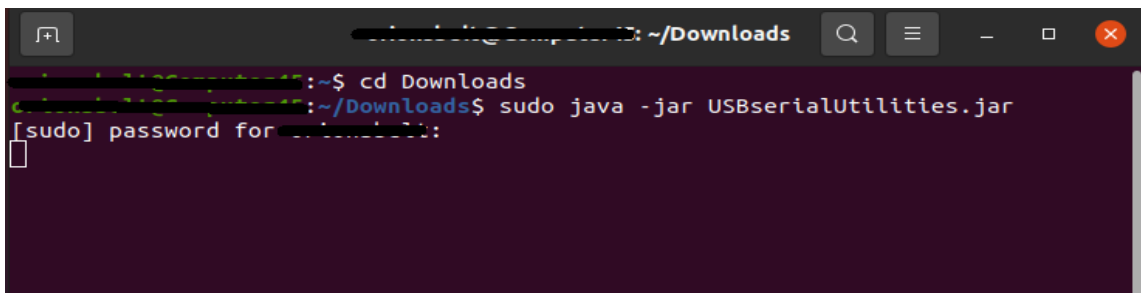 : ~/Downloads
:~$ cd Downloads
:~/Downloads$ sudo java -jar USBserialUtilities.jar
[sudo] password for :